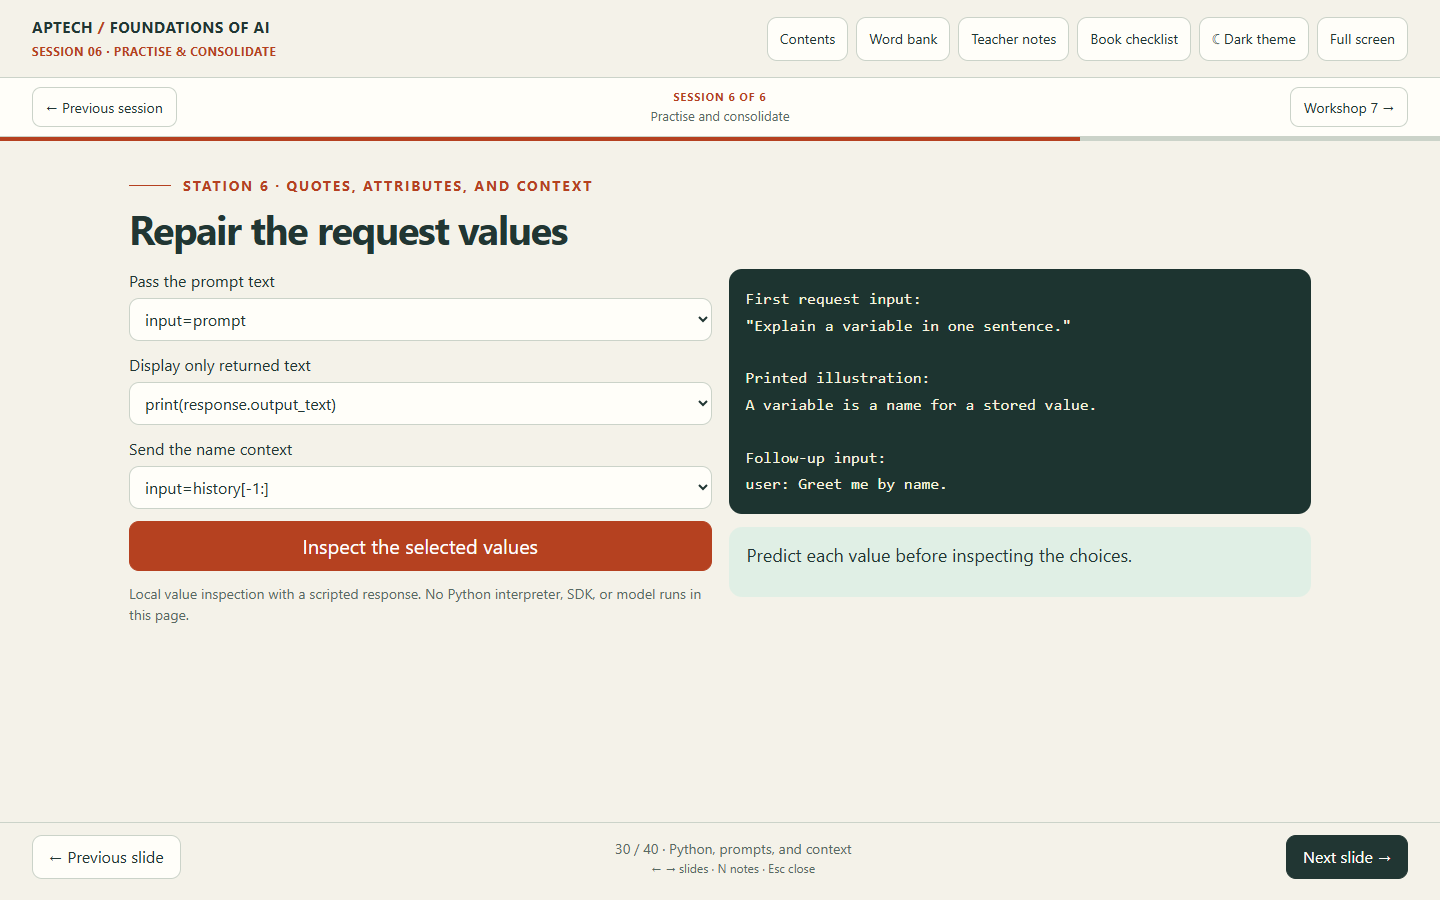 APTECH / FOUNDATIONS OF AI
SESSION 06 · PRACTISE & CONSOLIDATE
Contents
Word bank
Teacher notes
Book checklist
☾ Dark theme
Full screen
← Previous session
SESSION 6 OF 6
Practise and consolidate
Workshop 7 →
STATION 6 · QUOTES, ATTRIBUTES, AND CONTEXT
Repair the request values
Pass the prompt text
input=prompt
Display only returned text
print(response.output_text)
Send the name context
input=history[-1:]
Inspect the selected values
Local value inspection with a scripted response. No Python interpreter, SDK, or model runs in
this page.
First request input:
"Explain a variable in one sentence."
Printed illustration:
A variable is a name for a stored value.
Follow-up input:
user: Greet me by name.
Predict each value before inspecting the choices.
← Previous slide
30 / 40 · Python, prompts, and context
← → slides · N notes · Esc close
Next slide →